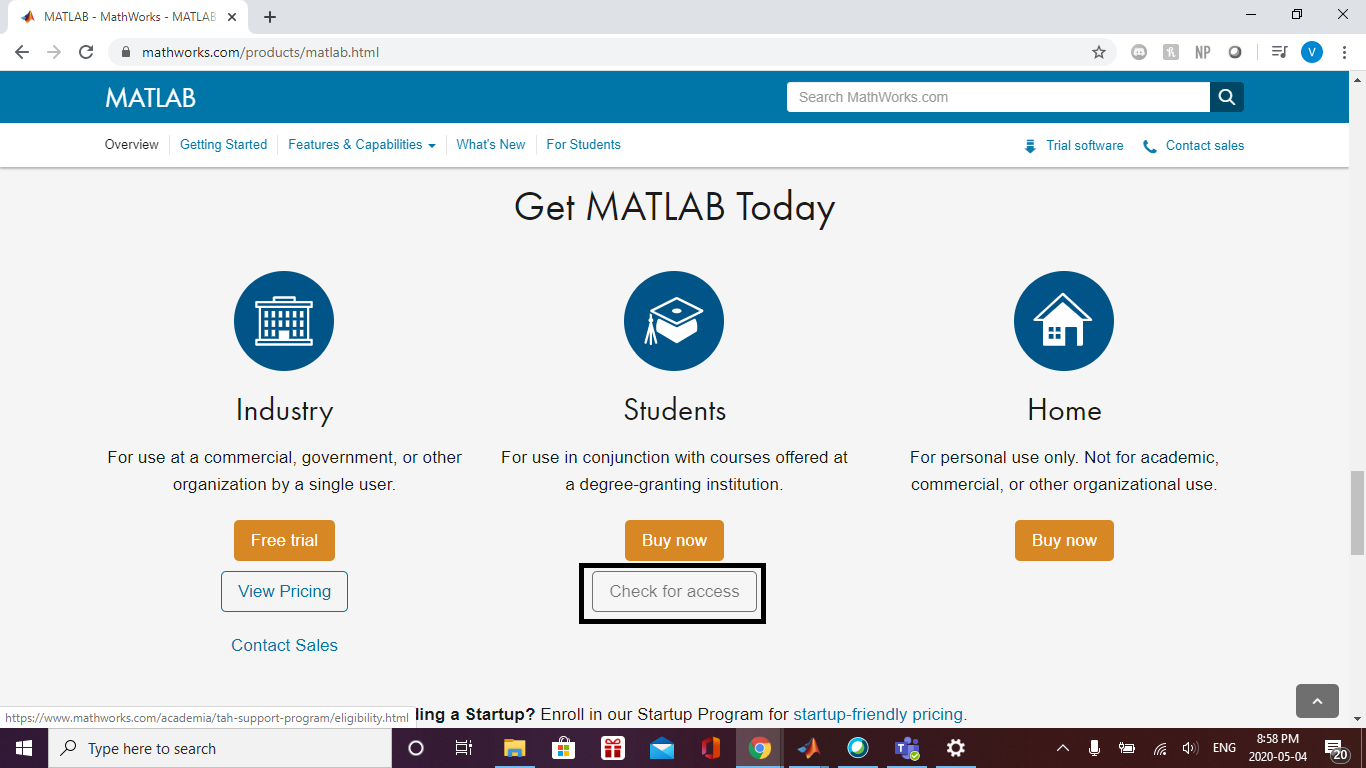 MATLAB - MathWorks - MATLAB
mathworks.com/products/matlab.html
NP
V
MATLAB
Search MathWorks.com
Overview
Getting Started
Features & Capabilities
What's New
For Students
Trial software
Contact sales
Get MATLAB Today
Industry
For use at a commercial, government, or other
organization by a single user.
Free trial
View Pricing
Contact Sales
Students
For use in conjunction with courses offered at
a degree-granting institution.
Buy now
Check for access
Home
For personal use only. Not for academic,
commercial, or other organizational use.
Buy now
https://www.mathworks.com/academia/tah-support-program/eligibility.html
ling a Startup? Enroll in our Startup Program for startup-friendly pricing.
Type here to search
ENG
8:58 PM
2020-05-04
20